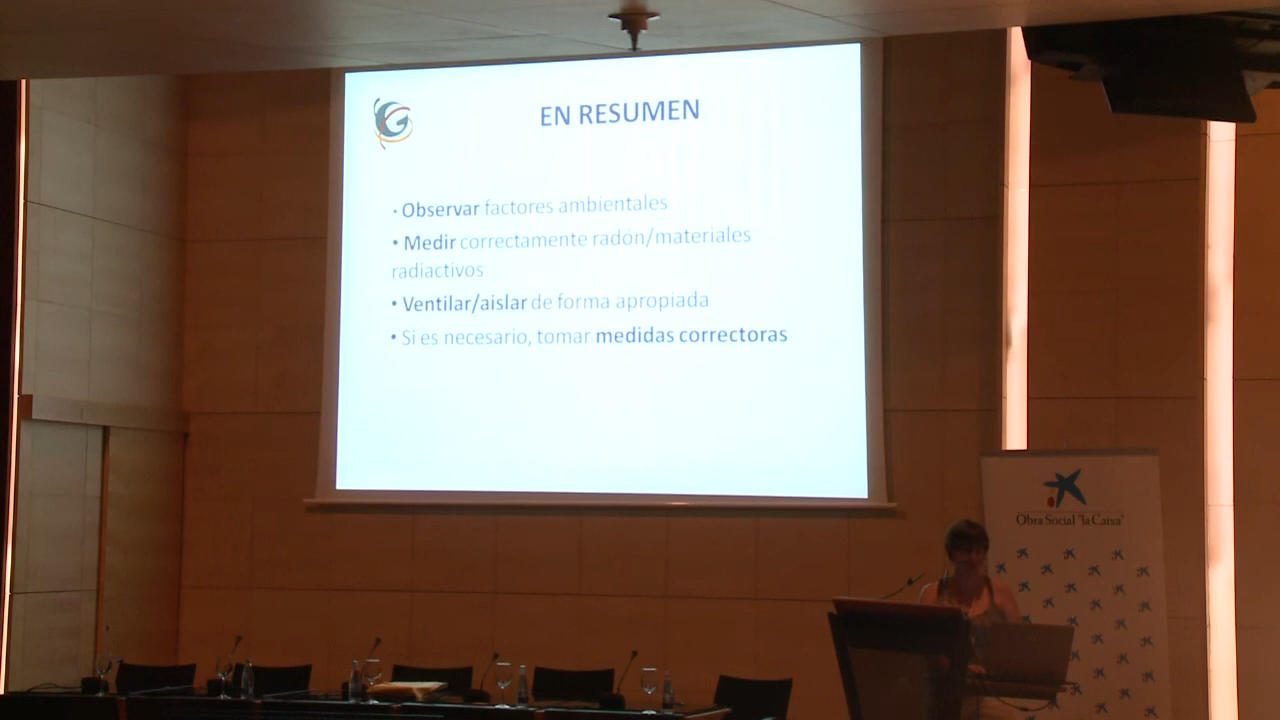 EN RESUMEN
• Observar factores ambientales
• Medir correctamente radón/materiales
radiactivos
• Ventilar/aislar de forma apropiada
• Si es necesario, tomar medidas correctoras
Obra Social "la Caixa"